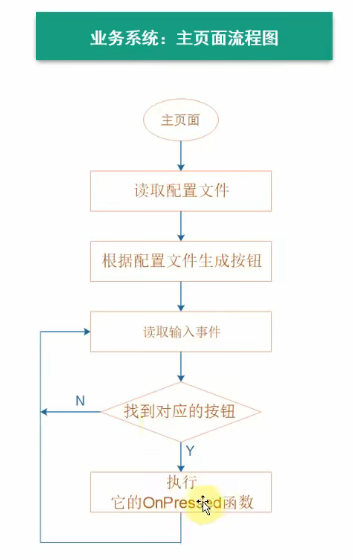 业务系统：主页面流程图
主页面
读取配置文件
根据配置文件生成按钮
读取输入事件
找到对应的按钮
N
Y
执行
它的OnPressed函数